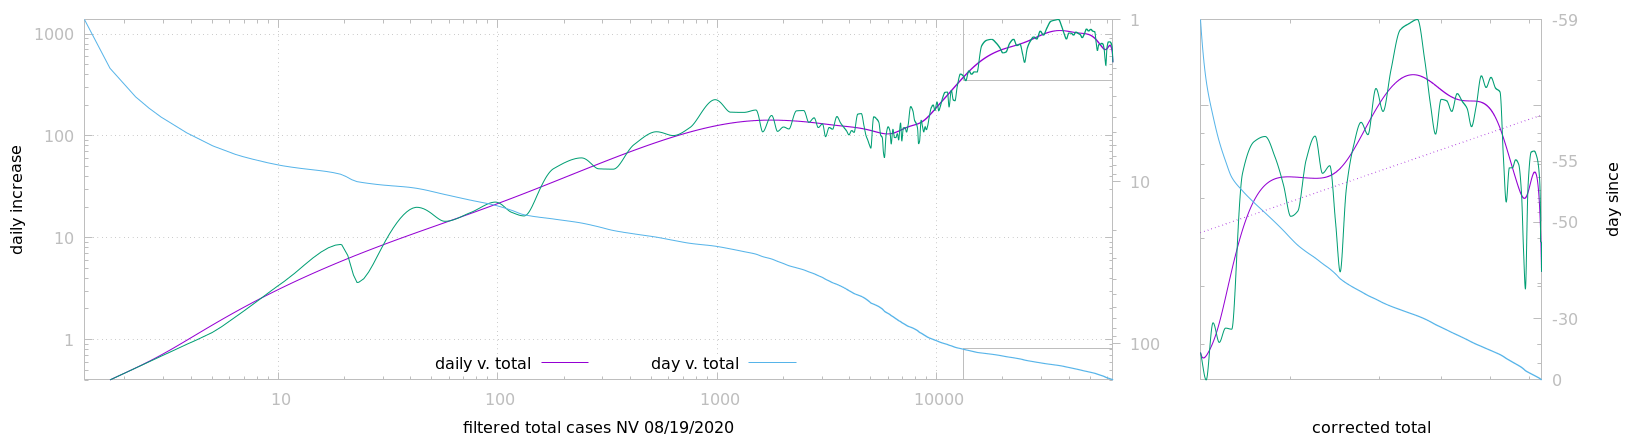 1000
100
10
1
daily increase
10
100
1000
10000
filtered total cases NV 08/19/2020
daily v. total
day v. total
1
10
100
-59
-55
-50
-30
0
day since
corrected total